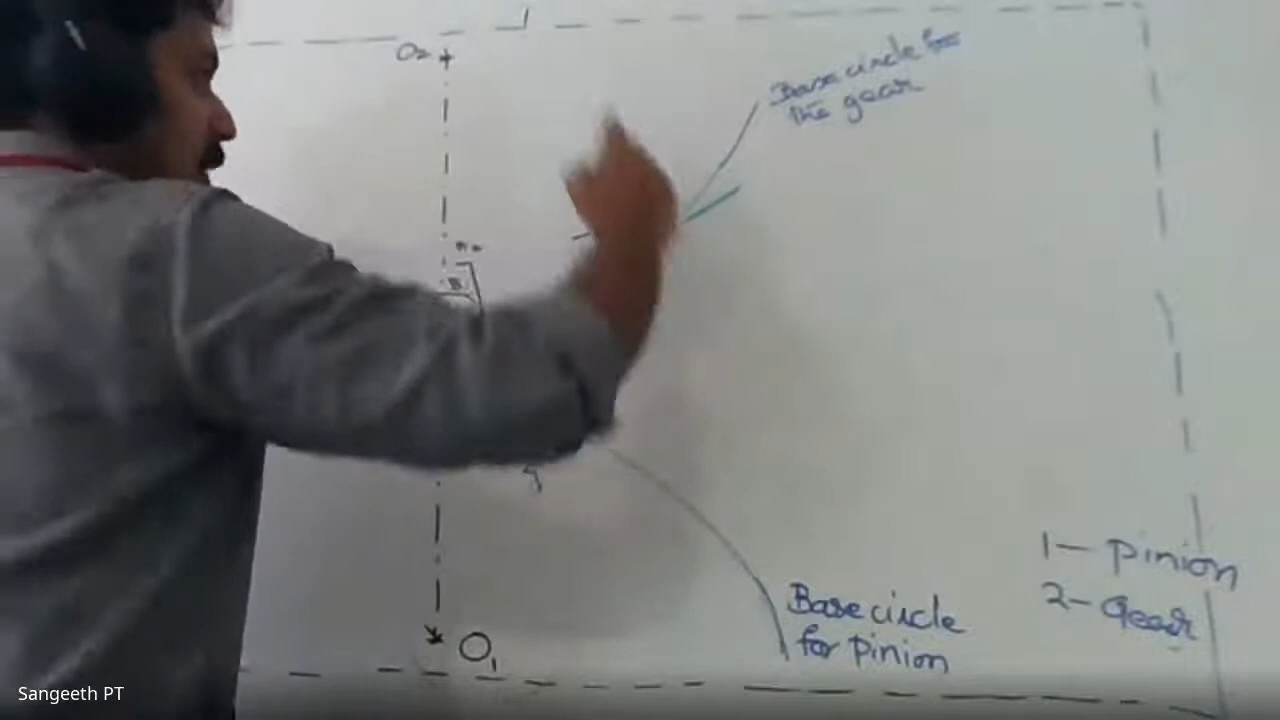 O₂
Base circle for
the gear
1- Pinion
2- Gear
Base circle
for pinion
O₁
Sangeeth PT